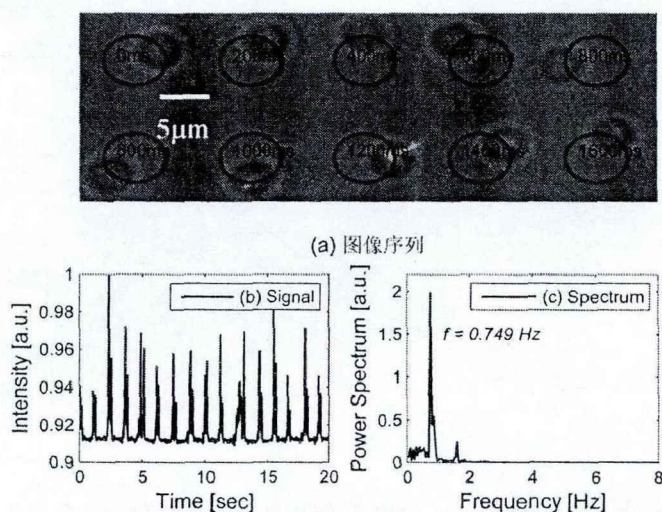 0ms 200ms 400ms 600ms 800ms
5μm
800ms 1000ms 1200ms 1400ms 1600ms
(a) 图像序列
(b) Signal
Intensity [a.u.]
1
0.98
0.96
0.94
0.92
0.9
0 5 10 15 20
Time [sec]
(c) Spectrum
f = 0.749 Hz
Power Spectrum [a.u.]
2
1.5
1
0.5
0
0 2 4 6 8
Frequency [Hz]